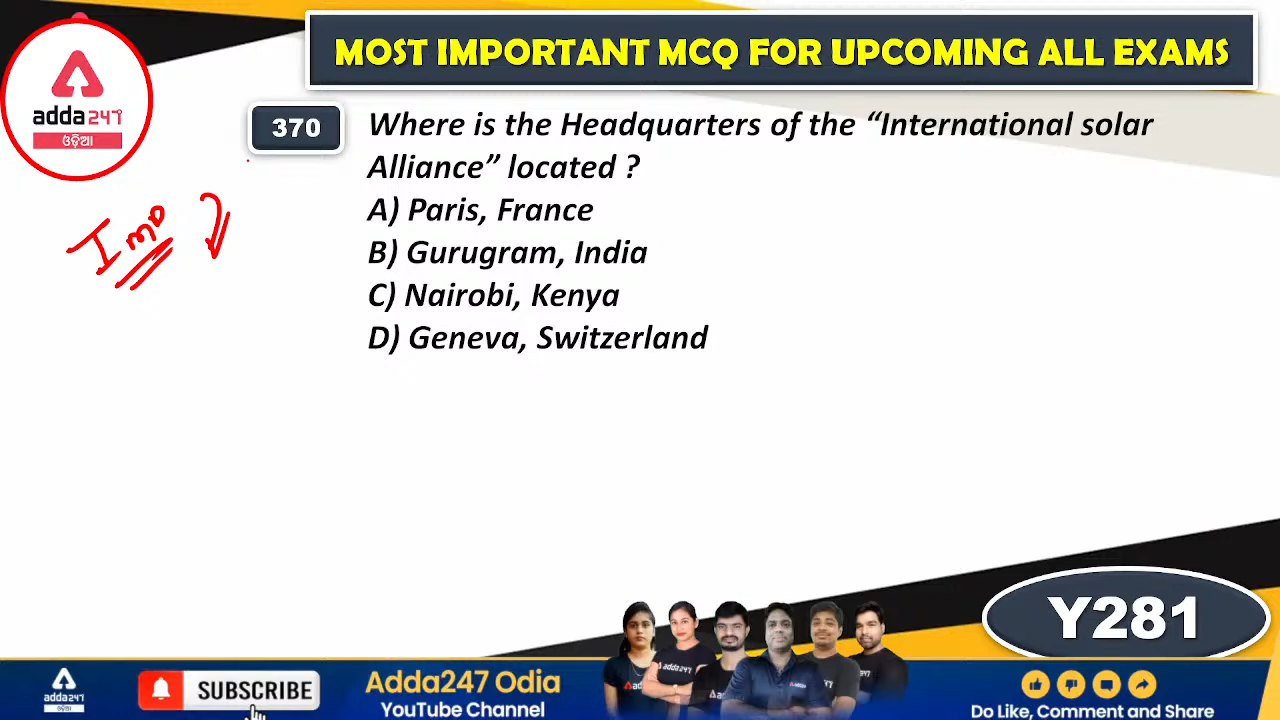 MOST IMPORTANT MCQ FOR UPCOMING ALL EXAMS
adda247
ଓଡ଼ିଆ
370
Where is the Headquarters of the “International solar
Alliance” located ?
A) Paris, France
B) Gurugram, India
C) Nairobi, Kenya
D) Geneva, Switzerland
Imp
Y281
adda247
adda247
ଓଡ଼ିଆ
SUBSCRIBE
Adda247 Odia
YouTube Channel
Do Like, Comment and Share